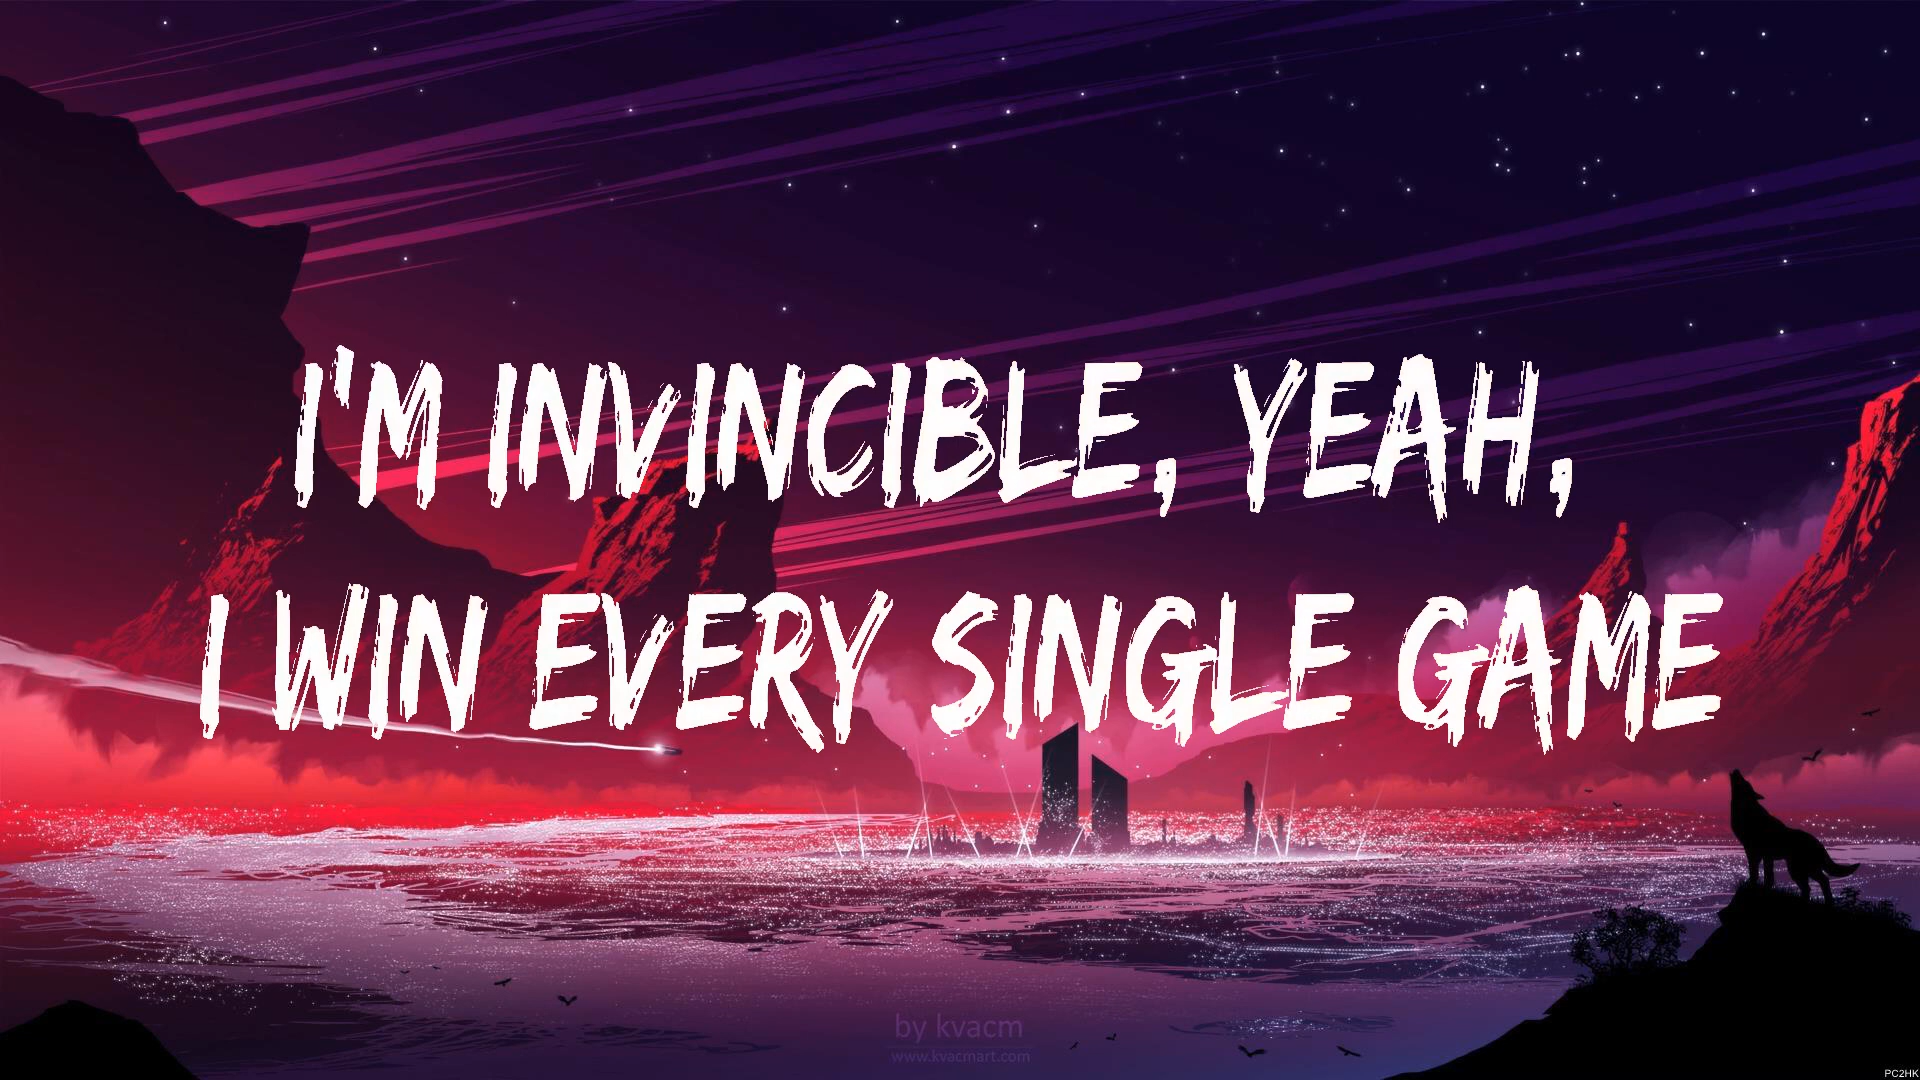 I'M INVINCIBLE, YEAH,
I WIN EVERY SINGLE GAME
by kvacm
www.kvacmart.com
PC2HK